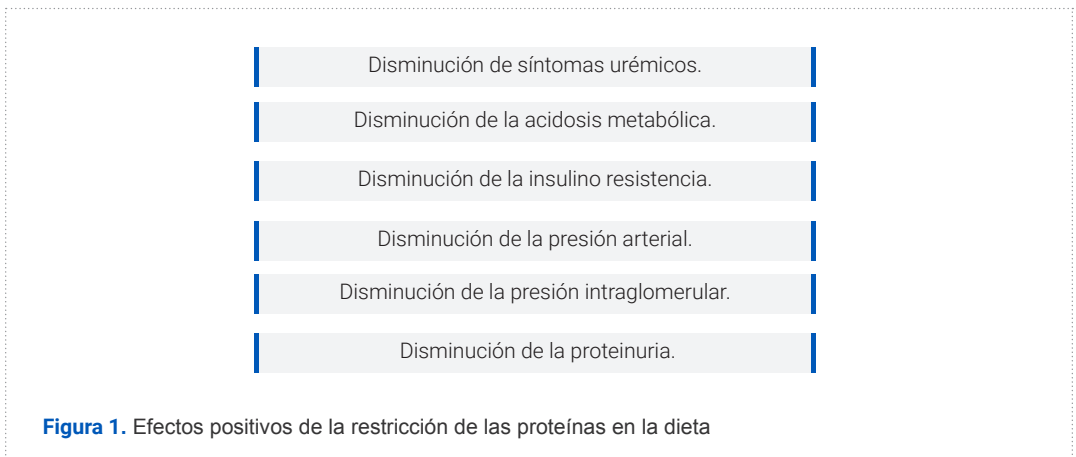 Disminución de síntomas urémicos.
Disminución de la acidosis metabólica.
Disminución de la insulino resistencia.
Disminución de la presión arterial.
Disminución de la presión intraglomerular.
Disminución de la proteinuria.
Figura 1. Efectos positivos de la restricción de las proteínas en la dieta